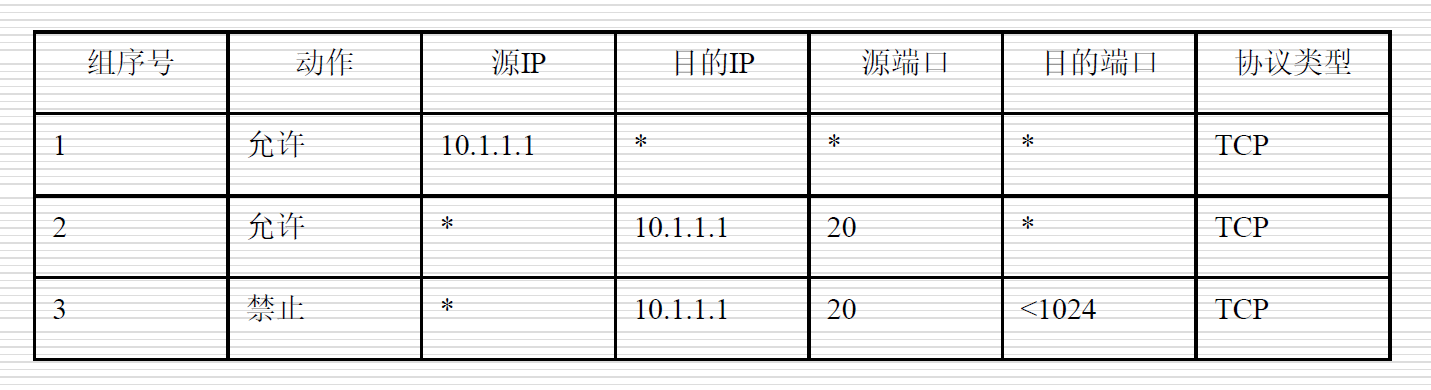 组序号 动作 源IP 目的IP 源端口 目的端口 协议类型
1 允许 10.1.1.1 * * * TCP
2 允许 * 10.1.1.1 20 * TCP
3 禁止 * 10.1.1.1 20 <1024 TCP